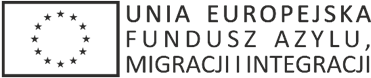 UNIA EUROPEJSKA
FUNDUSZ AZYLU,
MIGRACJI I INTEGRACJI